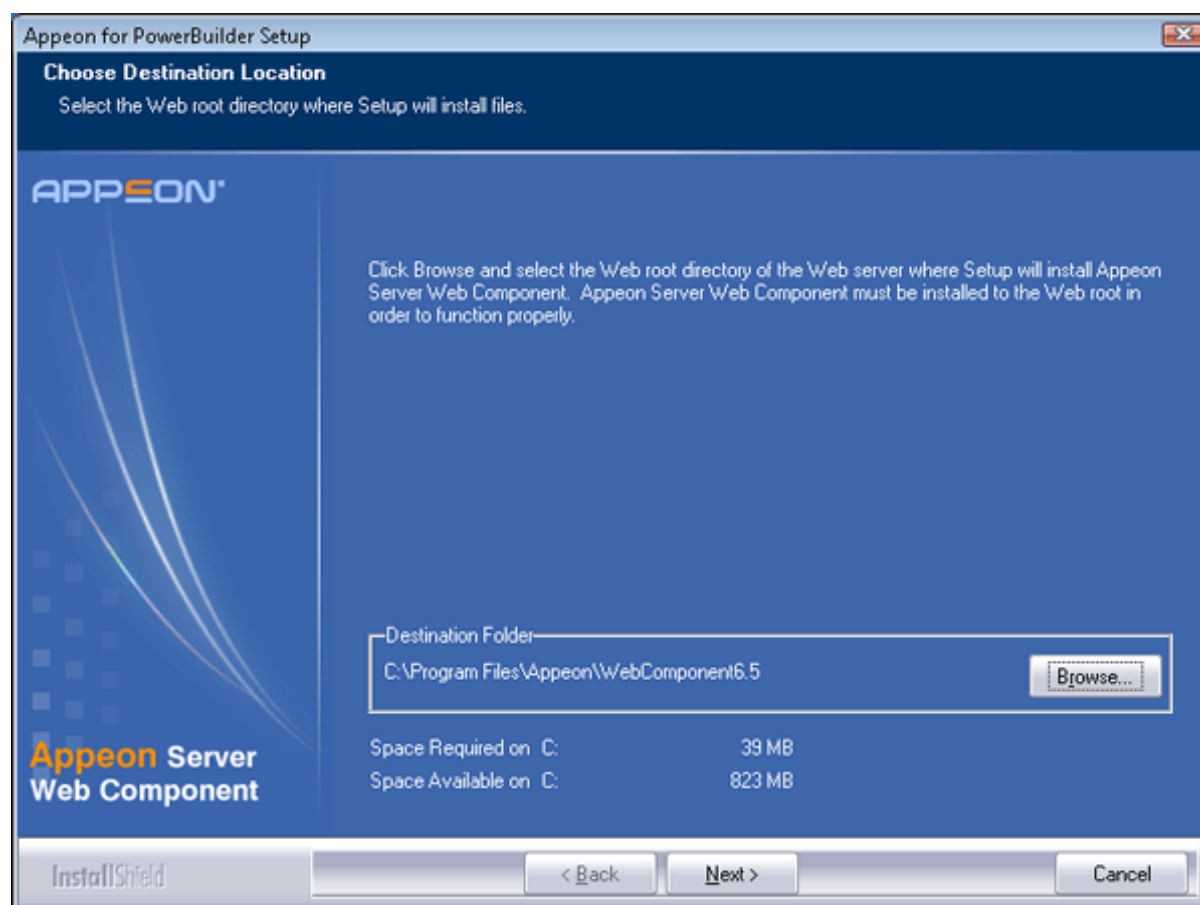 Appeon for PowerBuilder Setup
Choose Destination Location
Select the Web root directory where Setup will install files.
APPEON
Click Browse and select the Web root directory of the Web server where Setup will install Appeon
Server Web Component. Appeon Server Web Component must be installed to the Web root in
order to function properly.
Destination Folder
C:\Program Files\Appeon\WebComponent6.5
Browse...
Space Required on C: 39 MB
Space Available on C: 823 MB
Appeon Server
Web Component
InstallShield
< Back
Next >
Cancel